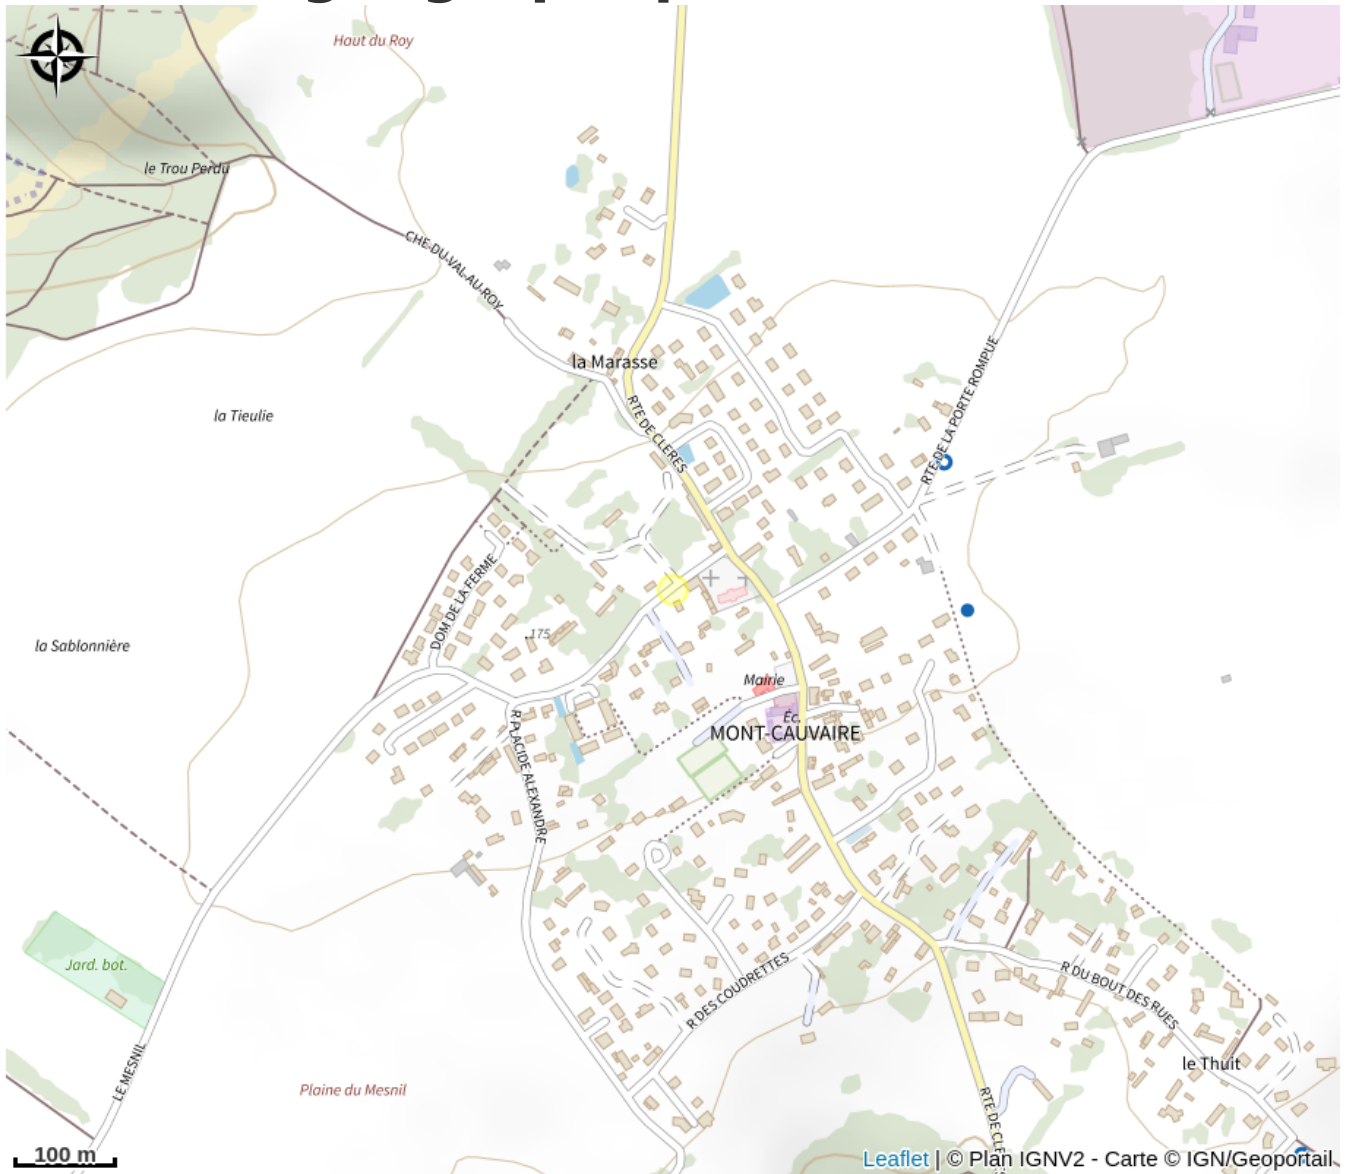 Haut du Roy
le Trou Perdu
CHE DU VAL AU ROY
la Marasse
RTE DE LA PORTE ROMPUE
la Tieulie
RTE DE CLERES
DOM DE LA FERME
175
la Sablonnière
Mairie
Éc.
MONT-CAUVAIRE
R PLACIDE ALEXANDRE
Jard. bot.
R DES COUDRETTES
R DU BOUT DES RUES
LE MESNIL
le Thuit
Plaine du Mesnil
RTE DE CLE
100 m
Leaflet | © Plan IGNV2 - Carte © IGN/Geoportail